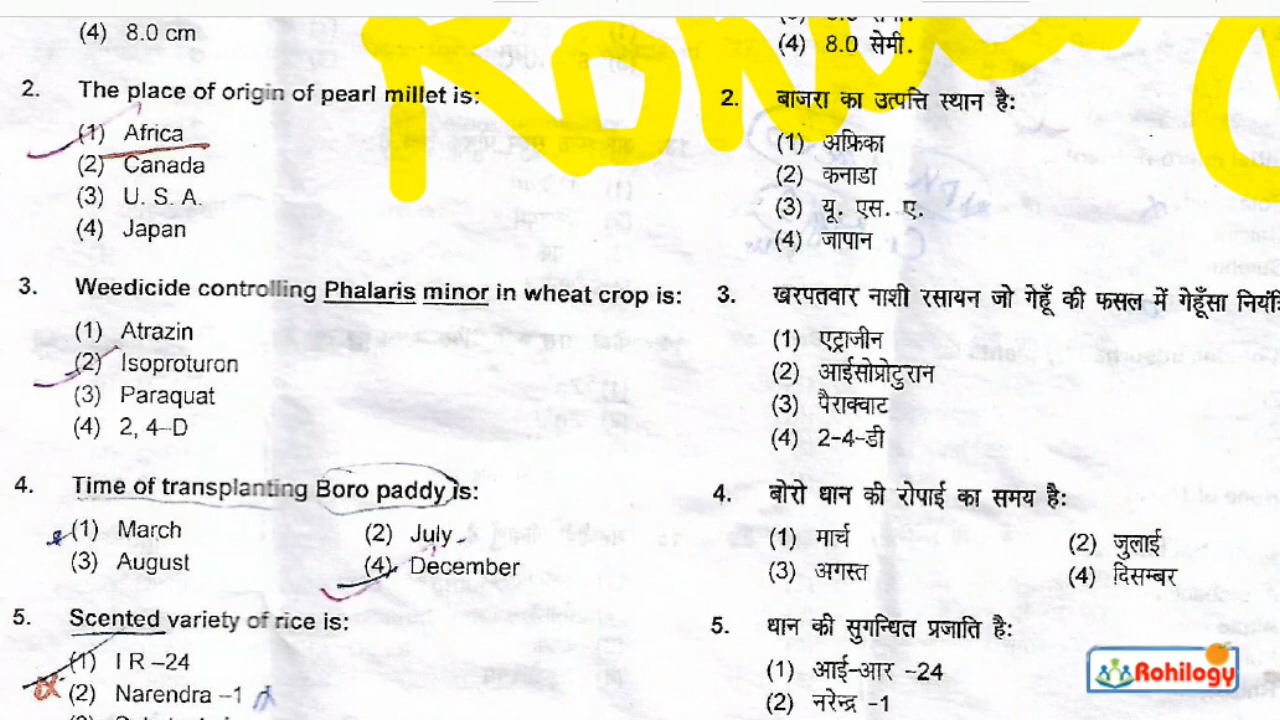 (4) 8.0 cm
2. The place of origin of pearl millet is:
(1) Africa
(2) Canada
(3) U. S. A.
(4) Japan
3. Weedicide controlling Phalaris minor in wheat crop is:
(1) Atrazin
(2) Isoproturon
(3) Paraquat
(4) 2, 4-D
4. Time of transplanting Boro paddy is:
(1) March (2) July
(3) August (4) December
5. Scented variety of rice is:
(1) I R –24
(2) Narendra –1
(4) 8.0 सेमी.
2. बाजरा का उत्पत्ति स्थान है:
(1) अफ्रिका
(2) कनाडा
(3) यू. एस. ए.
(4) जापान
3. खरपतवार नाशी रसायन जो गेहूँ की फसल में गेहूँसा
(1) एट्राजीन
(2) आईसोप्रोटुरान
(3) पैराक्वाट
(4) 2-4-डी
4. बोरो धान की रोपाई का समय है:
(1) मार्च (2) जुलाई
(3) अगस्त (4) दिसम्बर
5. धान की सुगन्धित प्रजाति है:
(1) आई-आर -24
(2) नरेन्द्र -1
Rohilogy